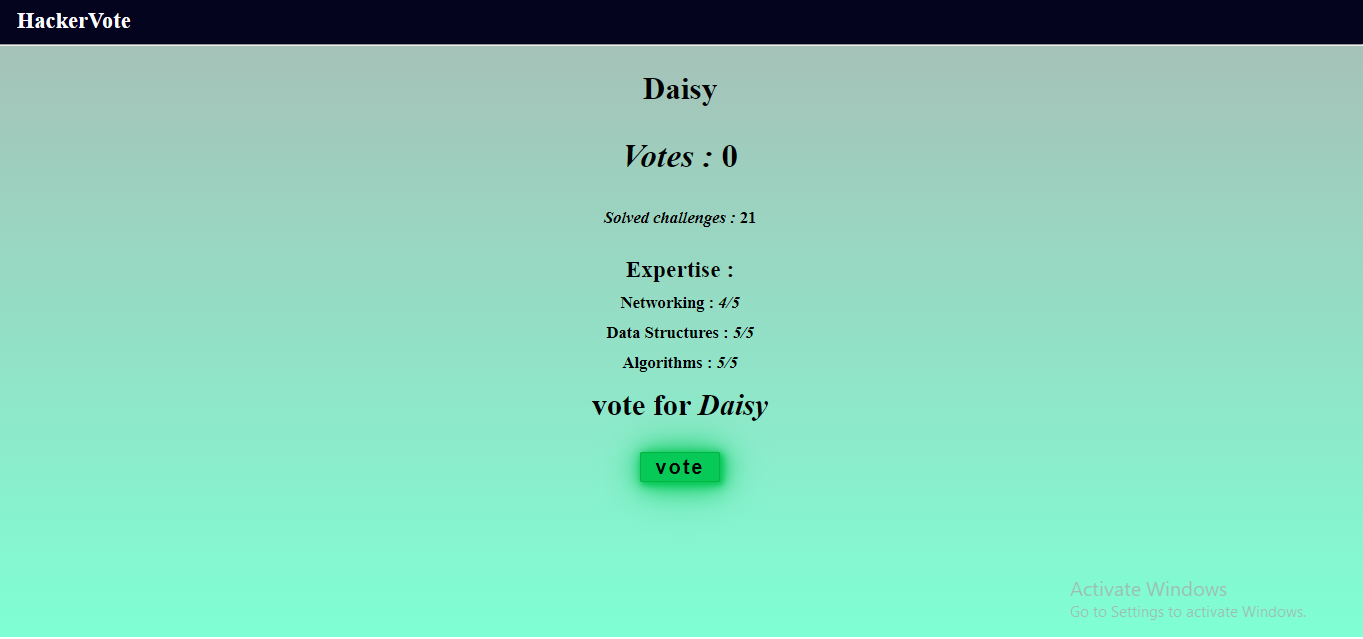 HackerVote
Daisy
Votes : 0
Solved challenges : 21
Expertise :
Networking : 4/5
Data Structures : 5/5
Algorithms : 5/5
vote for Daisy
vote
Activate Windows
Go to Settings to activate Windows.